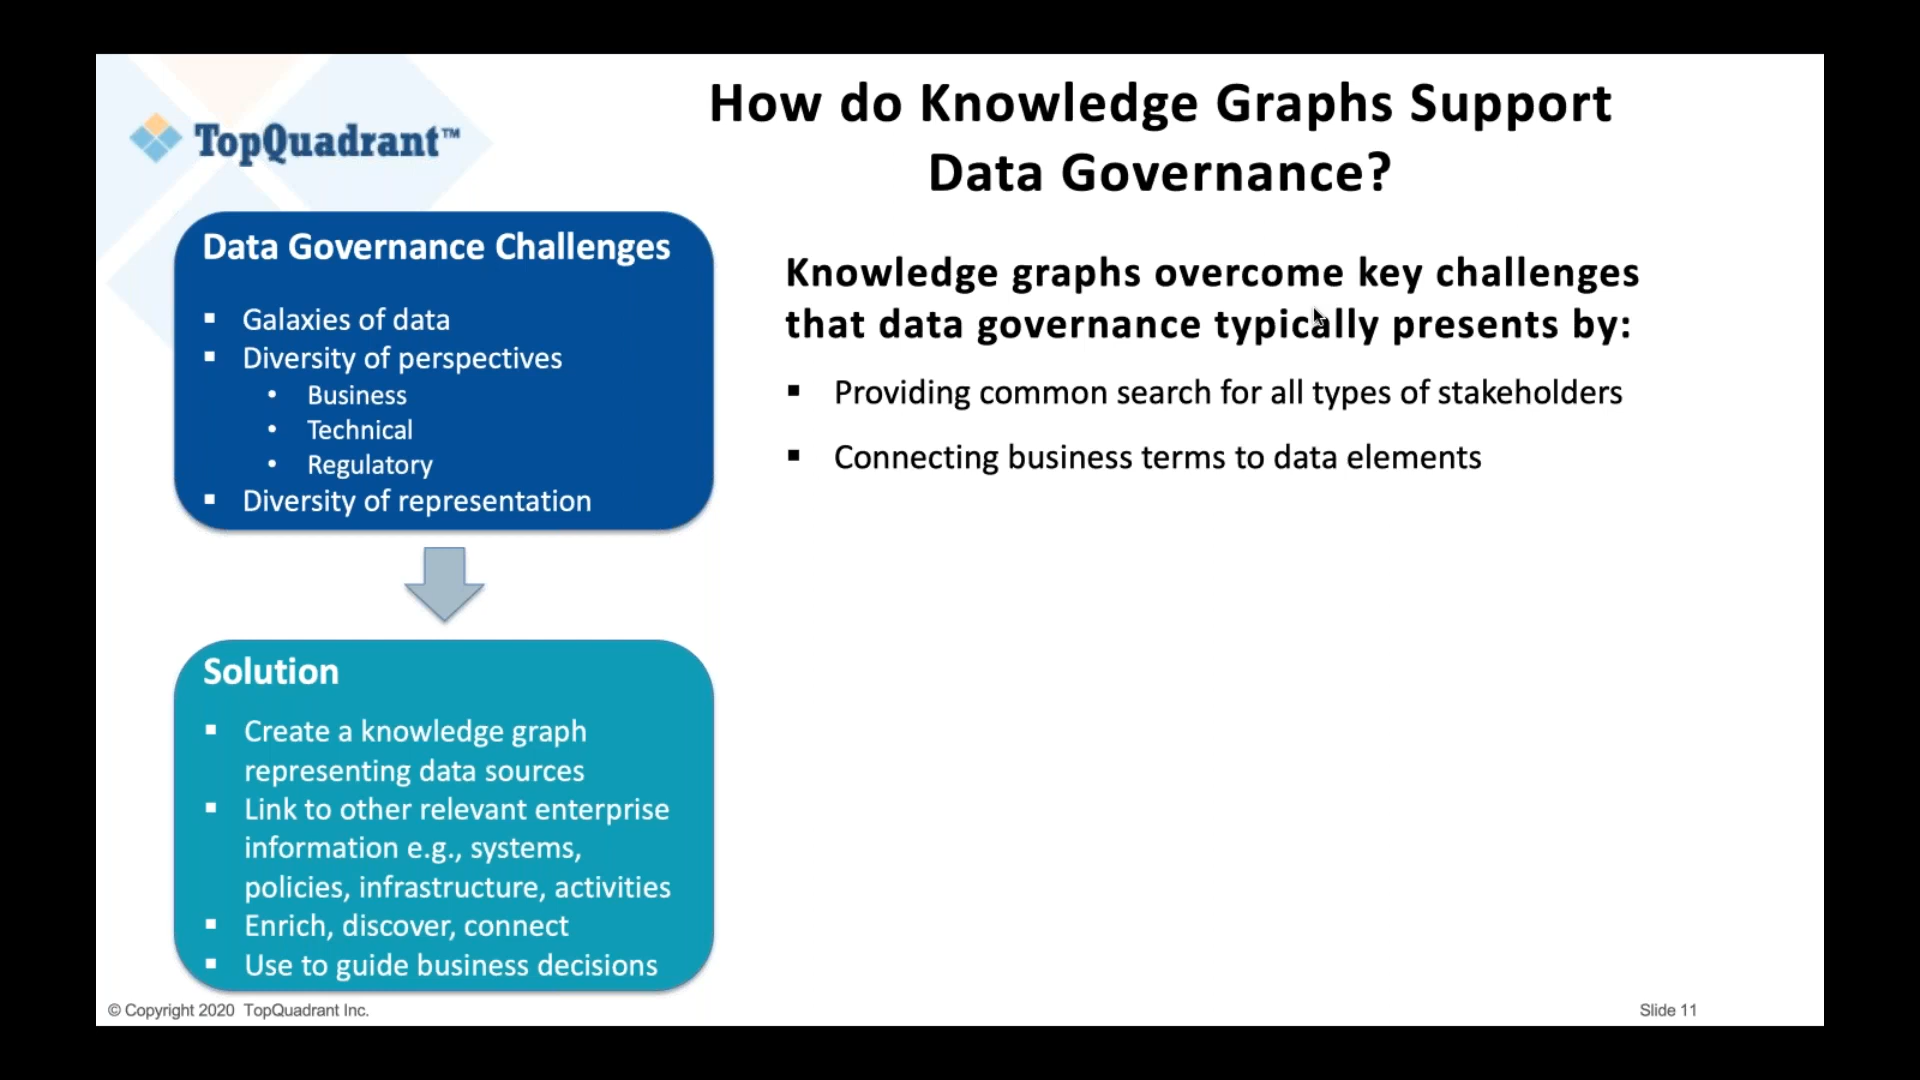 TopQuadrant™
How do Knowledge Graphs Support
Data Governance?
Data Governance Challenges
▪ Galaxies of data
▪ Diversity of perspectives
• Business
• Technical
• Regulatory
▪ Diversity of representation
Solution
▪ Create a knowledge graph
representing data sources
▪ Link to other relevant enterprise
information e.g., systems,
policies, infrastructure, activities
▪ Enrich, discover, connect
▪ Use to guide business decisions
Knowledge graphs overcome key challenges
that data governance typically presents by:
▪ Providing common search for all types of stakeholders
▪ Connecting business terms to data elements
© Copyright 2020 TopQuadrant Inc.
Slide 11